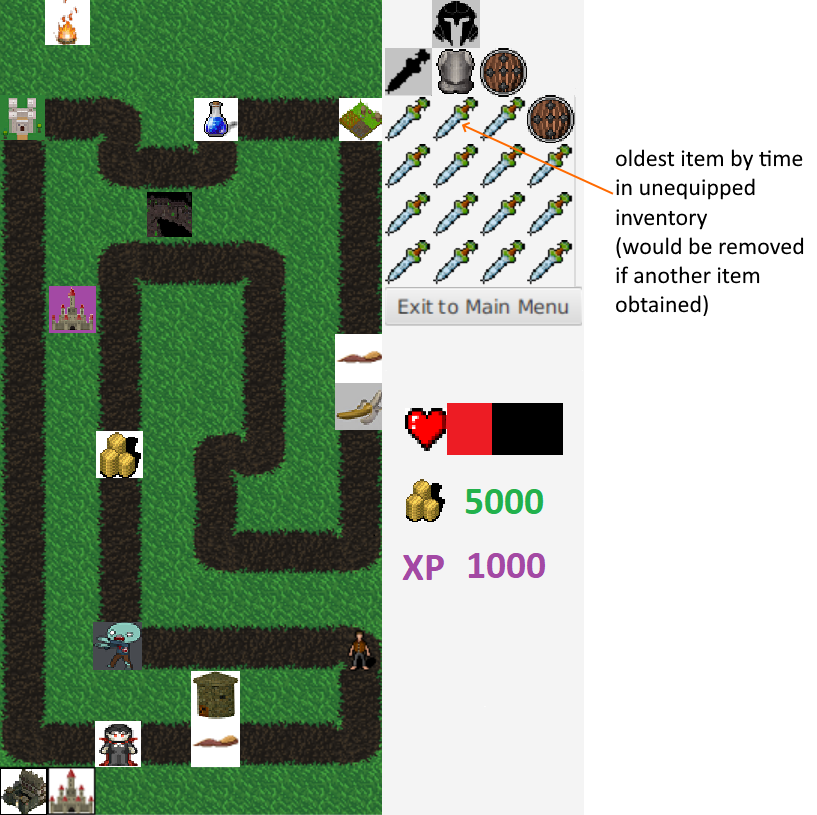 oldest item by time
in unequipped
inventory
(would be removed
if another item
obtained)
Exit to Main Menu
5000
XP 1000